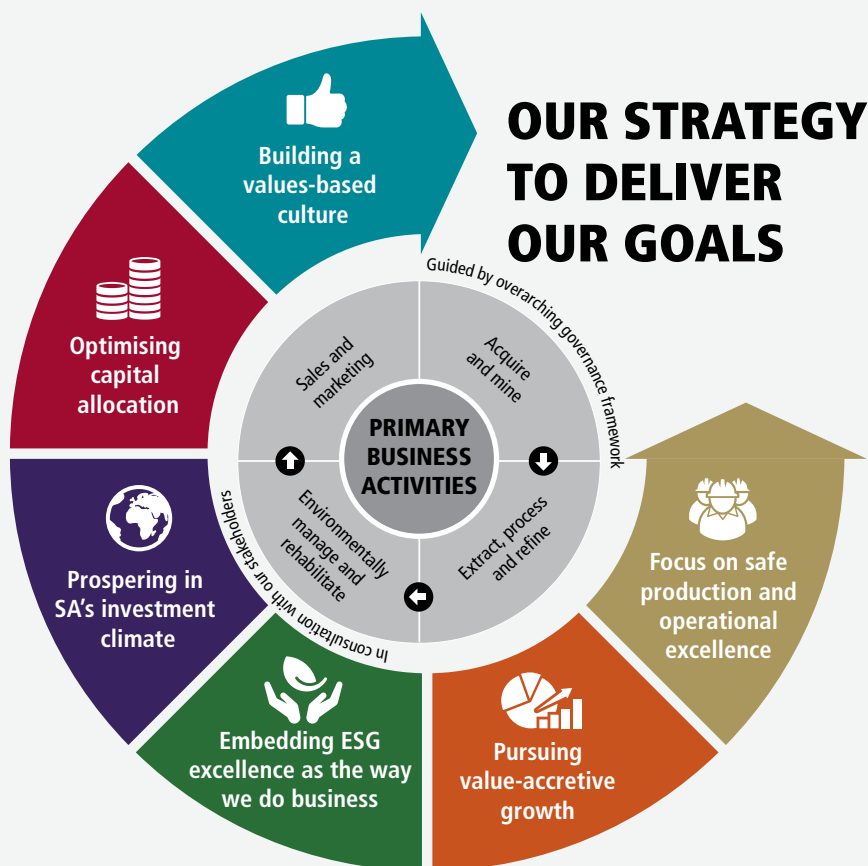 OUR STRATEGY
TO DELIVER
OUR GOALS
Building a
values-based
culture
Optimising
capital
allocation
Prospering in
SA's investment
climate
Embedding ESG
excellence as the way
we do business
Pursuing
value-accretive
growth
Focus on safe
production and
operational
excellence
Guided by overarching governance framework
In consultation with our stakeholders
PRIMARY
BUSINESS
ACTIVITIES
Acquire
and mine
Extract, process
and refine
Environmentally
manage and
rehabilitate
Sales and
marketing